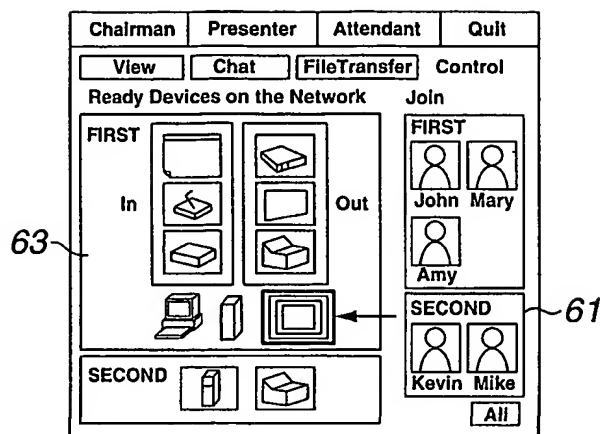 Chairman Presenter Attendant Quit
View Chat FileTransfer Control
Ready Devices on the Network Join
FIRST
In
Out
63
SECOND
FIRST
John Mary
Amy
SECOND
Kevin Mike
61
All